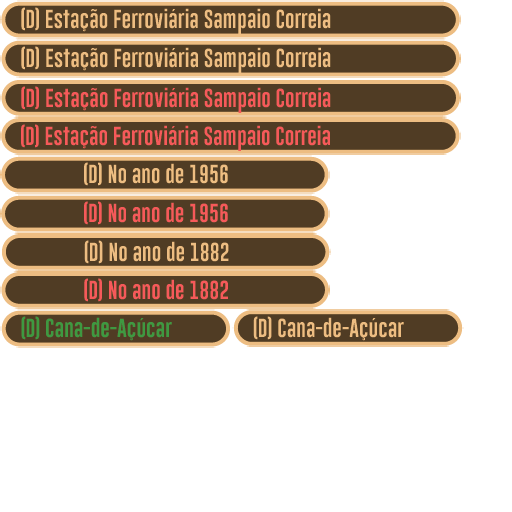 (D) Estação Ferroviária Sampaio Correia
(D) Estação Ferroviária Sampaio Correia
(D) Estação Ferroviária Sampaio Correia
(D) Estação Ferroviária Sampaio Correia
(D) No ano de 1956
(D) No ano de 1956
(D) No ano de 1882
(D) No ano de 1882
(D) Cana-de-Açúcar (D) Cana-de-Açúcar